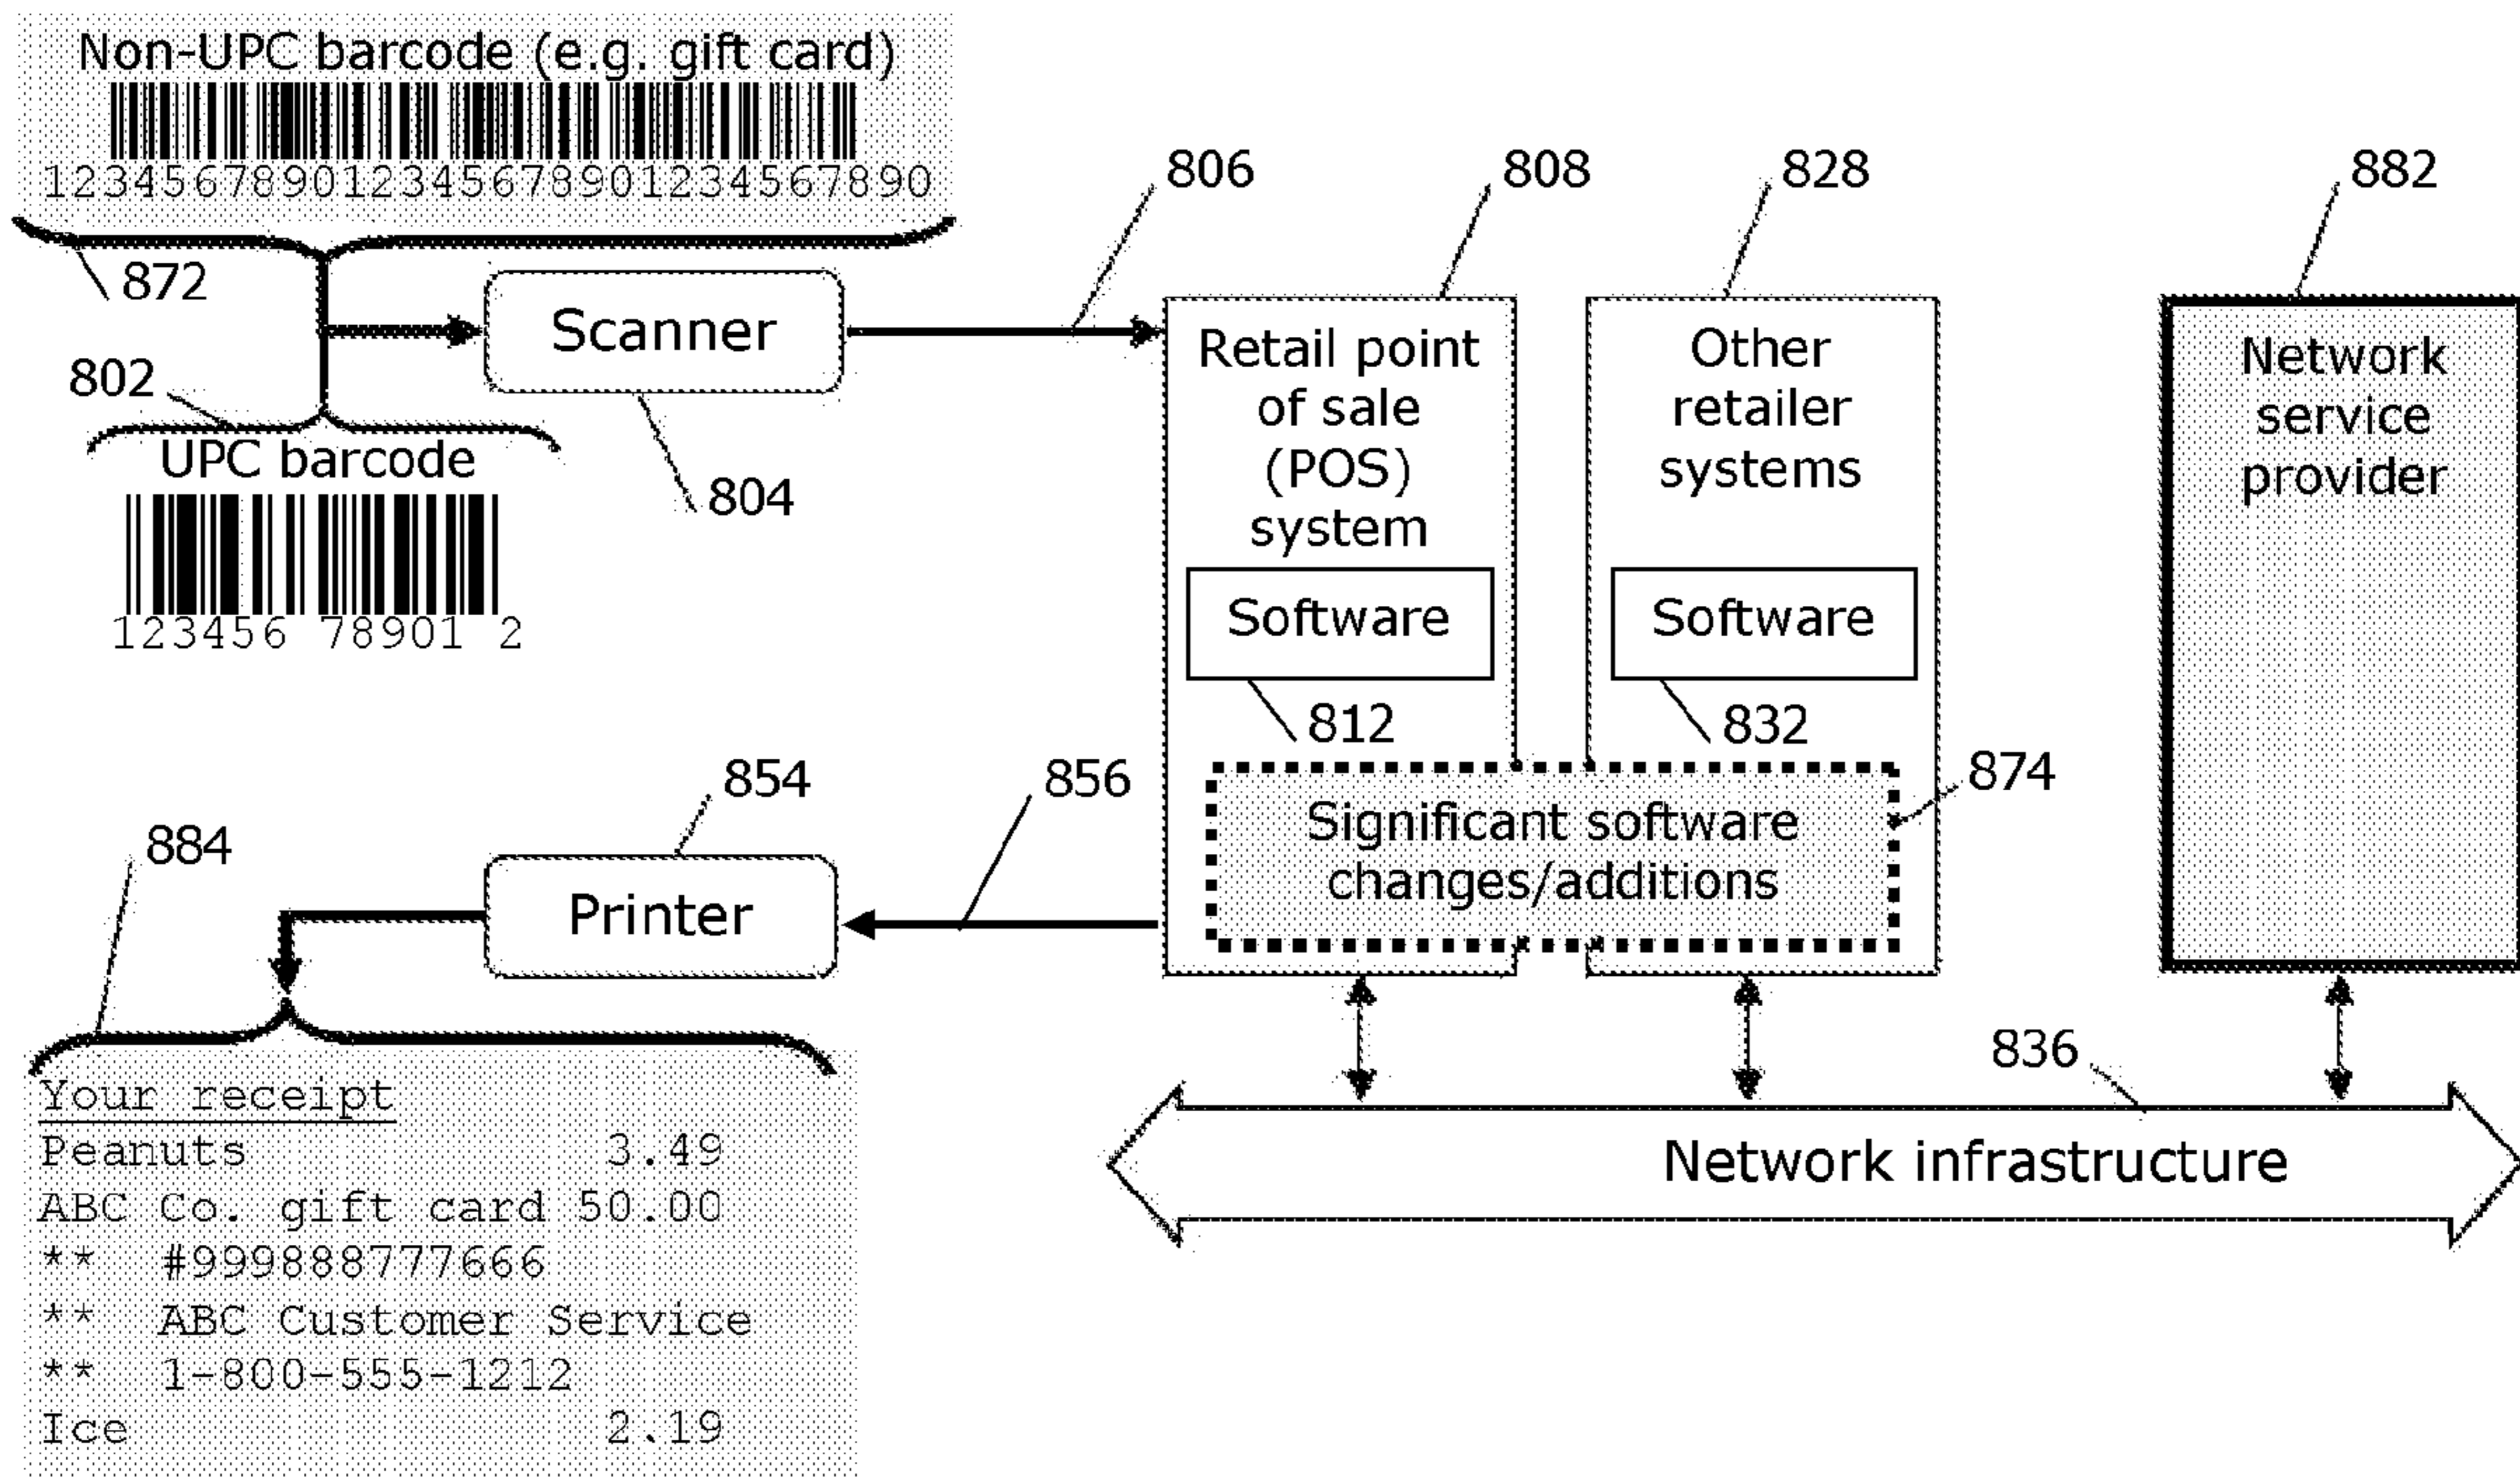 Non-UPC barcode (e.g. gift card)
123456789012345678901234567890
806
808
828
882
872
Scanner
802
UPC barcode
804
123456 78901 2
Retail point
of sale
(POS)
system
Software
812
Other
retailer
systems
Software
832
Network
service
provider
874
Significant software
changes/additions
854
856
884
Printer
836
Network infrastructure
Your receipt
Peanuts 3.49
ABC Co. gift card 50.00
** #999888777666
** ABC Customer Service
** 1-800-555-1212
Ice 2.19